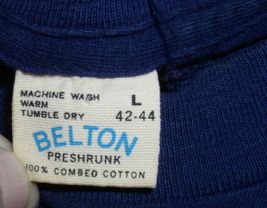 MACHINE WASH
WARM
TUMBLE DRY
L
42-44
BELTON
PRESHRUNK
100% COMBED COTTON